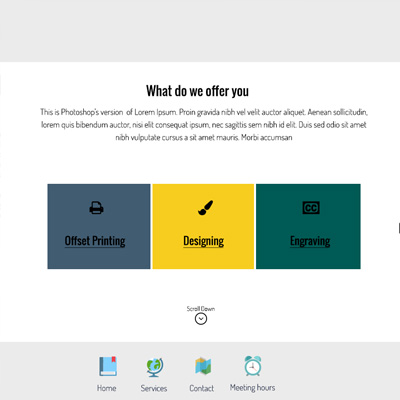 What do we offer you
This is Photoshop's version of Lorem Ipsum. Proin gravida nibh vel velit auctor aliquet. Aenean sollicitudin,
lorem quis bibendum auctor, nisi elit consequat ipsum, nec sagittis sem nibh id elit. Duis sed odio sit amet
nibh vulputate cursus a sit amet mauris. Morbi accumsan
CC
Offset Printing Designing Engraving
Scroll Down
Home Services Contact Meeting hours